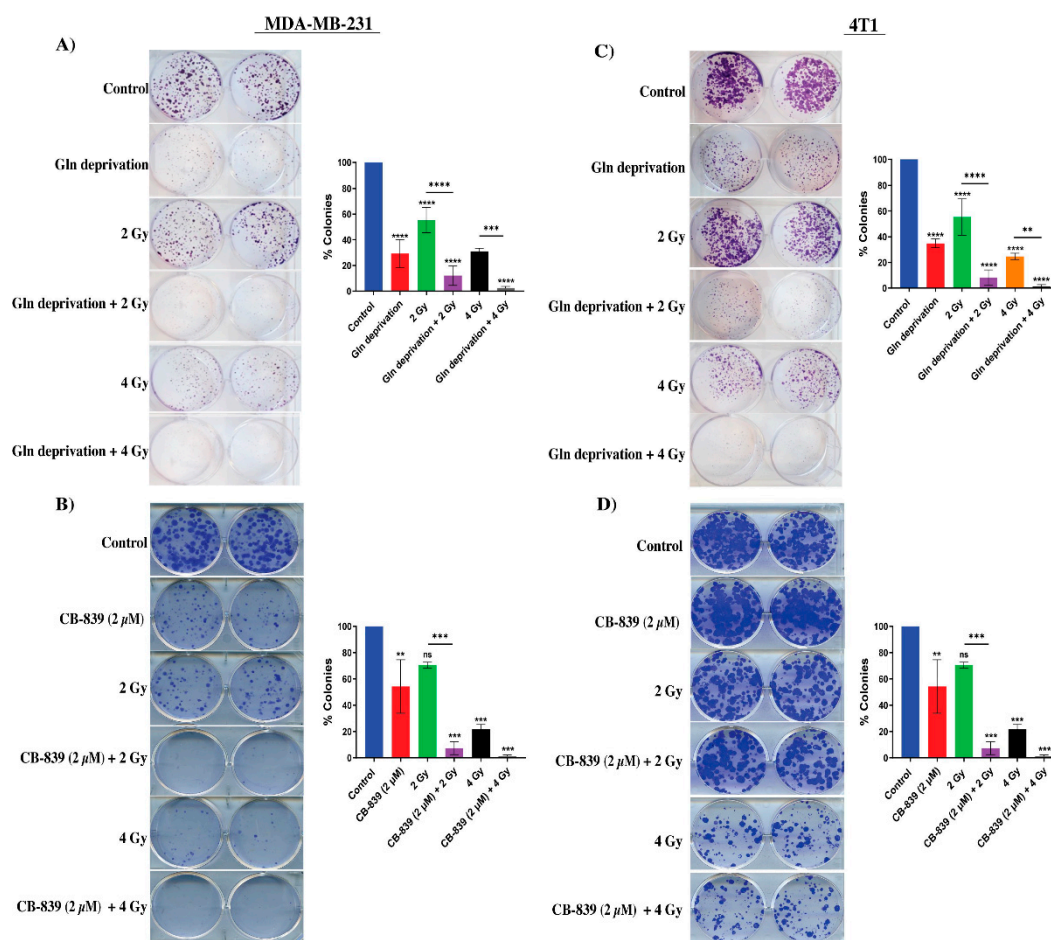 MDA-MB-231
4T1
A)
Control
Gln deprivation
2 Gy
Gln deprivation + 2 Gy
4 Gy
Gln deprivation + 4 Gy
% Colonies
100
80
60
40
20
0
****
****
****
****
***
****
Control
Gln deprivation
2 Gy
Gln deprivation + 2 Gy
4 Gy
Gln deprivation + 4 Gy
C)
Control
Gln deprivation
2 Gy
Gln deprivation + 2 Gy
4 Gy
Gln deprivation + 4 Gy
% Colonies
100
80
60
40
20
0
****
****
****
****
****
**
****
Control
Gln deprivation
2 Gy
Gln deprivation + 2 Gy
4 Gy
Gln deprivation + 4 Gy
B)
Control
CB-839 (2 µM)
2 Gy
CB-839 (2 µM) + 2 Gy
4 Gy
CB-839 (2 µM) + 4 Gy
% Colonies
100
80
60
40
20
0
**
ns
***
***
***
***
Control
CB-839 (2 µM)
2 Gy
CB-839 (2 µM) + 2 Gy
4 Gy
CB-839 (2 µM) + 4 Gy
D)
Control
CB-839 (2 µM)
2 Gy
CB-839 (2 µM) + 2 Gy
4 Gy
CB-839 (2 µM) + 4 Gy
% Colonies
100
80
60
40
20
0
**
ns
***
***
***
***
Control
CB-839 (2 µM)
2 Gy
CB-839 (2 µM) + 2 Gy
4 Gy
CB-839 (2 µM) + 4 Gy